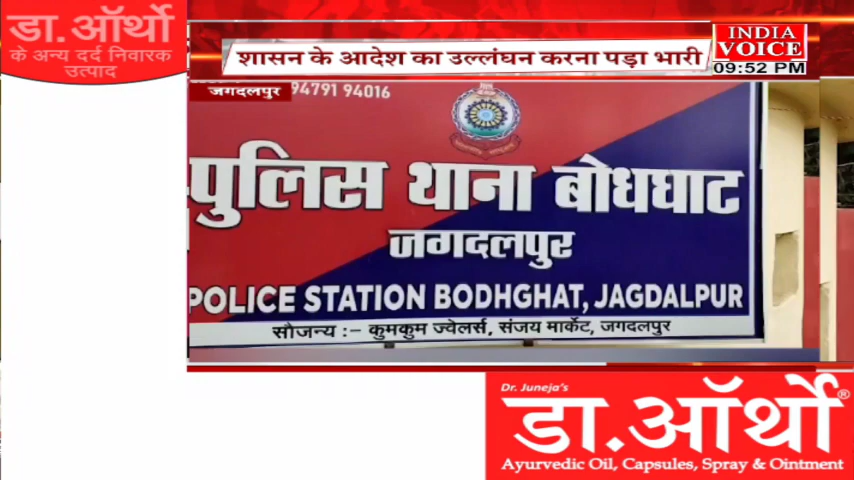 डा.ऑर्थो
के अन्य दर्द निवारक
उत्पाद
शासन के आदेश का उल्लंघन करना पड़ा भारी
INDIA
VOICE
09:52 PM
जगदलपुर
94791 94016
पुलिस थाना बोधघाट
जगदलपुर
POLICE STATION BODHGHAT, JAGDALPUR
सौजन्य :- कुमकुम ज्वेलर्स, संजय मार्केट, जगदलपुर
Dr. Juneja's
डा.ऑर्थो®
Ayurvedic Oil, Capsules, Spray & Ointment